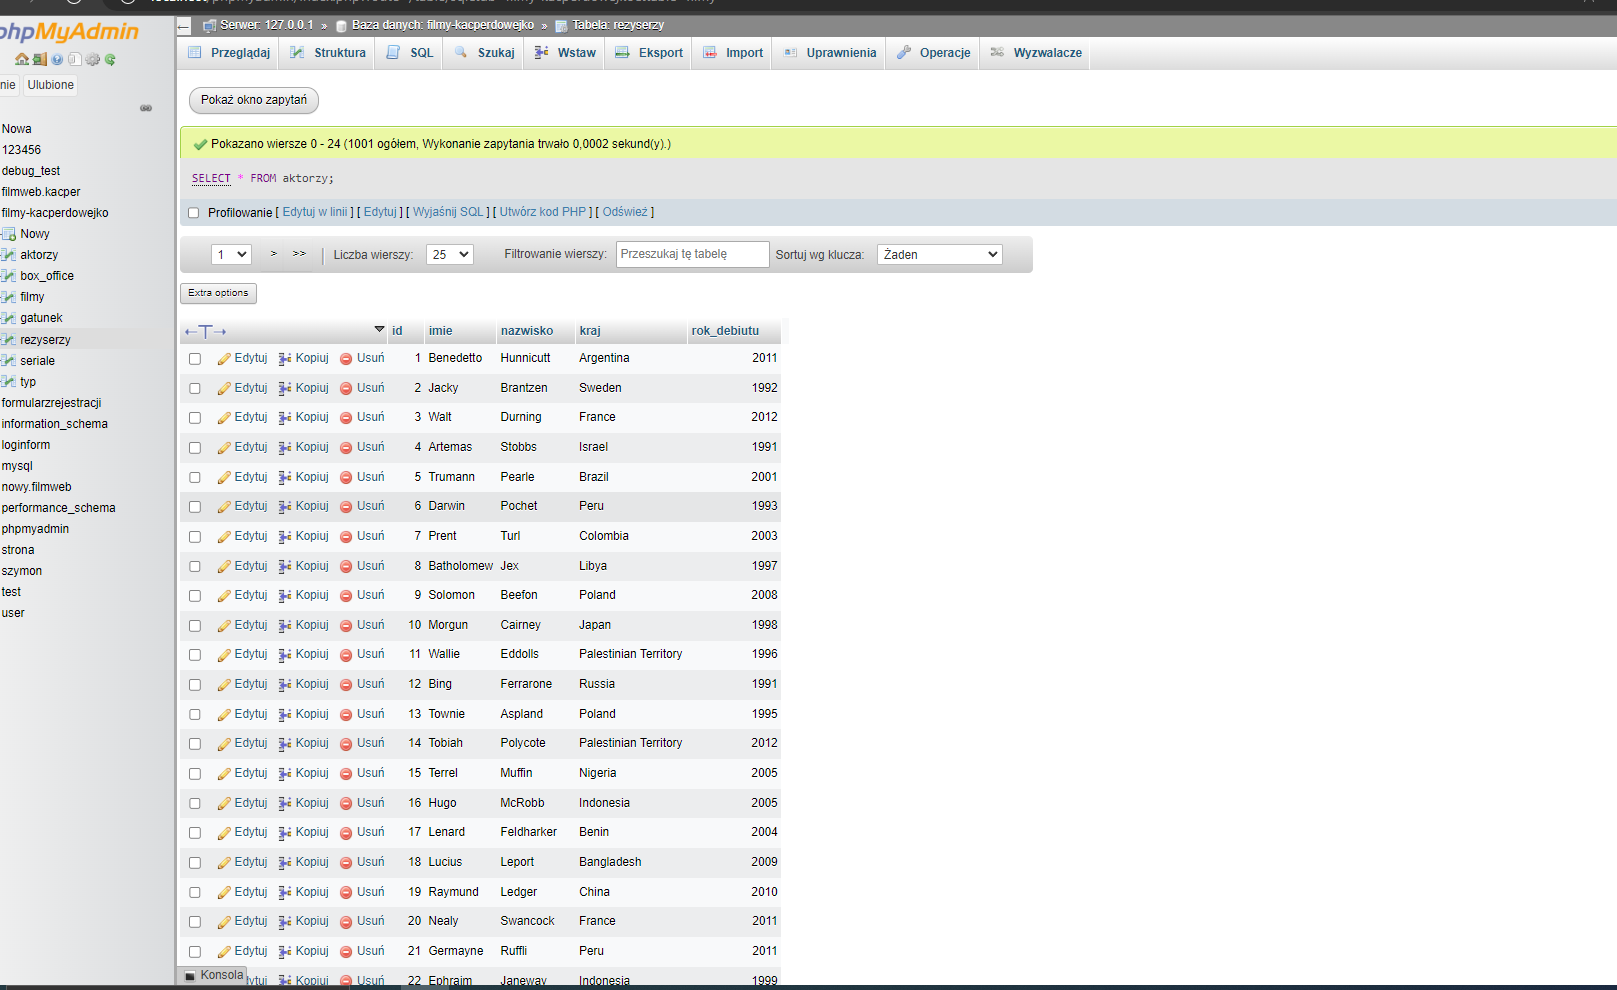 phpMyAdmin
nie Ulubione
Nowa
123456
debug_test
filmweb.kacper
filmy-kacperdowejko
Nowy
aktorzy
box_office
filmy
gatunek
rezyserzy
seriale
typ
formularzrejestracji
information_schema
loginform
mysql
nowy.filmweb
performance_schema
phpmyadmin
strona
szymon
test
user
Serwer: 127.0.0.1 » Baza danych: filmy-kacperdowejko » Tabela: rezyserzy
Przeglądaj Struktura SQL Szukaj Wstaw Eksport Import Uprawnienia Operacje Wyzwalacze
Pokaż okno zapytań
Pokazano wiersze 0 - 24 (1001 ogółem, Wykonanie zapytania trwało 0,0002 sekund(y).)
SELECT * FROM aktorzy;
Profilowanie [ Edytuj w linii ] [ Edytuj ] [ Wyjaśnij SQL ] [ Utwórz kod PHP ] [ Odśwież ]
1 > >> Liczba wierszy: 25 Filtrowanie wierszy: Przeszukaj tę tabelę Sortuj wg klucza: Żaden
Extra options
←T→ id imie nazwisko kraj rok_debiutu
Edytuj Kopiuj Usuń 1 Benedetto Hunnicutt Argentina 2011
Edytuj Kopiuj Usuń 2 Jacky Brantzen Sweden 1992
Edytuj Kopiuj Usuń 3 Walt Durning France 2012
Edytuj Kopiuj Usuń 4 Artemas Stobbs Israel 1991
Edytuj Kopiuj Usuń 5 Trumann Pearle Brazil 2001
Edytuj Kopiuj Usuń 6 Darwin Pochet Peru 1993
Edytuj Kopiuj Usuń 7 Prent Turl Colombia 2003
Edytuj Kopiuj Usuń 8 Batholomew Jex Libya 1997
Edytuj Kopiuj Usuń 9 Solomon Beefon Poland 2008
Edytuj Kopiuj Usuń 10 Morgun Cairney Japan 1998
Edytuj Kopiuj Usuń 11 Wallie Eddolls Palestinian Territory 1996
Edytuj Kopiuj Usuń 12 Bing Ferrarone Russia 1991
Edytuj Kopiuj Usuń 13 Townie Aspland Poland 1995
Edytuj Kopiuj Usuń 14 Tobiah Polycote Palestinian Territory 2012
Edytuj Kopiuj Usuń 15 Terrel Muffin Nigeria 2005
Edytuj Kopiuj Usuń 16 Hugo McRobb Indonesia 2005
Edytuj Kopiuj Usuń 17 Lenard Feldharker Benin 2004
Edytuj Kopiuj Usuń 18 Lucius Leport Bangladesh 2009
Edytuj Kopiuj Usuń 19 Raymund Ledger China 2010
Edytuj Kopiuj Usuń 20 Nealy Swancock France 2011
Edytuj Kopiuj Usuń 21 Germayne Ruffli Peru 2011
Konsola ytuj Kopiuj Usuń 22 Ephraim Janeway Indonesia 1999